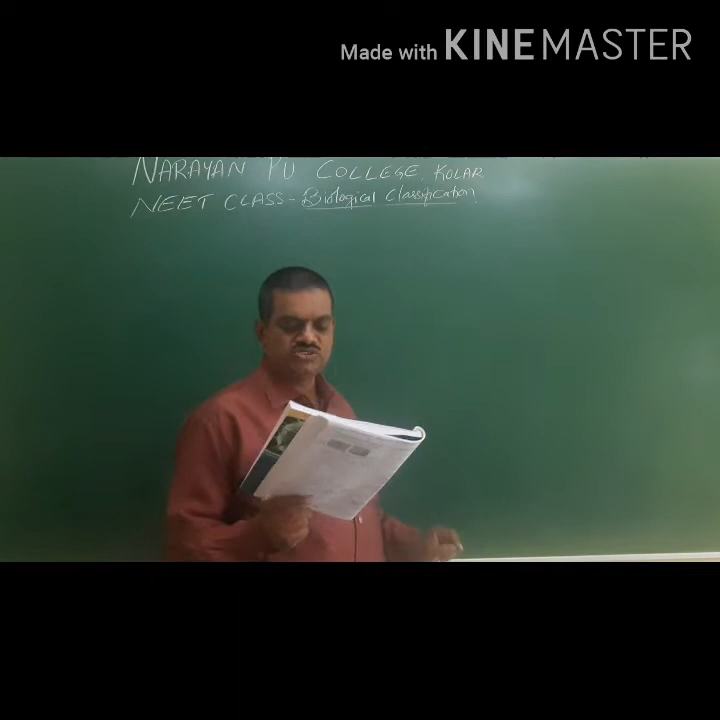 Made with KINEMASTER
NARAYAN PU COLLEGE, KOLAR
NEET CLASS - Biological Classification